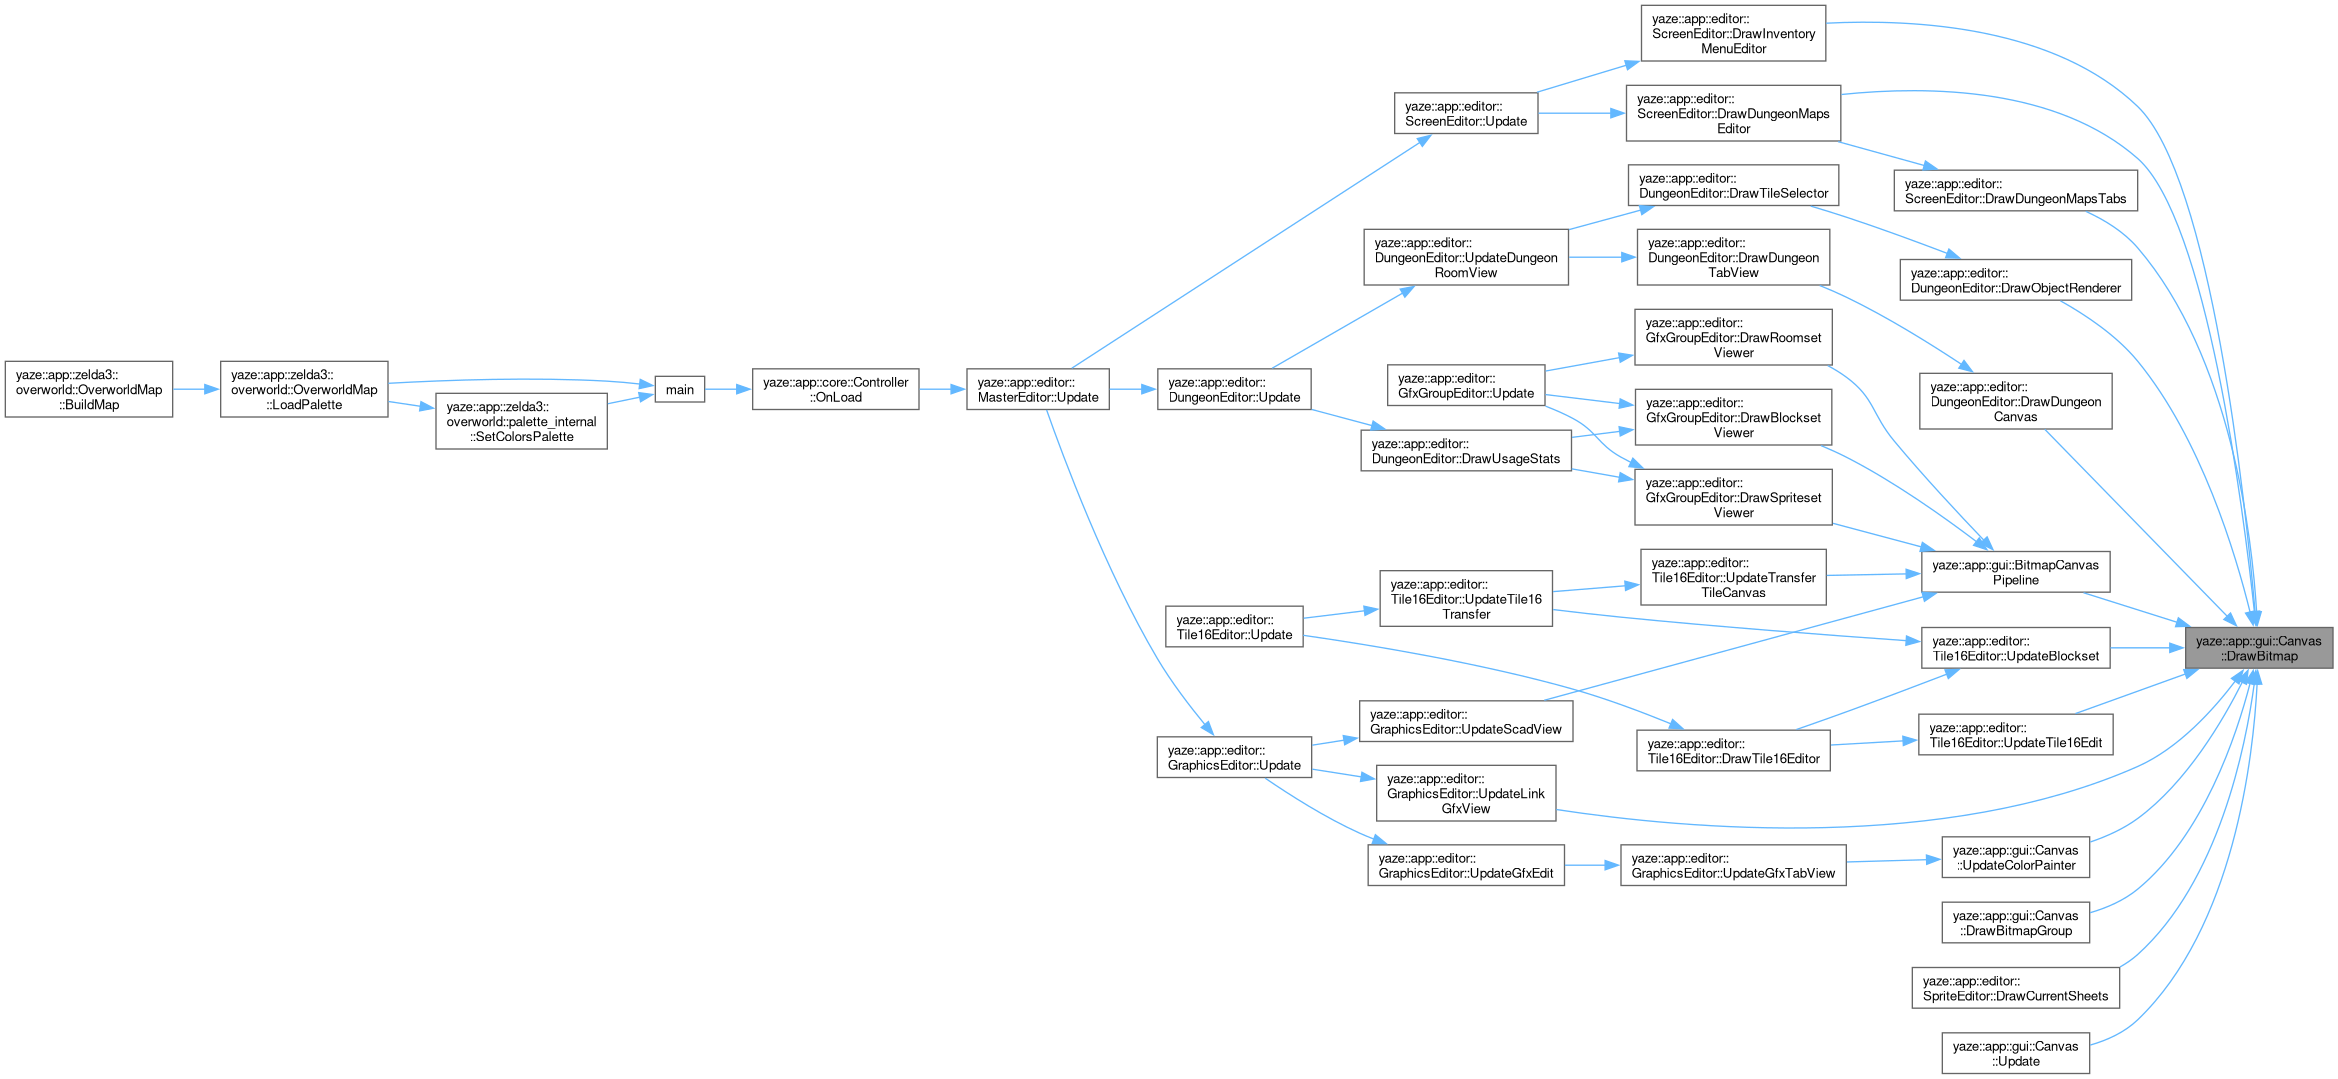 yaze::app::zelda3::
overworld::OverworldMap
::BuildMap
yaze::app::zelda3::
overworld::OverworldMap
::LoadPalette
yaze::app::zelda3::
overworld::palette_internal
::SetColorsPalette
main
yaze::app::core::Controller
::OnLoad
yaze::app::editor::
MasterEditor::Update
yaze::app::editor::
ScreenEditor::Update
yaze::app::editor::
DungeonEditor::UpdateDungeon
RoomView
yaze::app::editor::
DungeonEditor::Update
yaze::app::editor::
GfxGroupEditor::Update
yaze::app::editor::
DungeonEditor::DrawUsageStats
yaze::app::editor::
Tile16Editor::UpdateTile16
Transfer
yaze::app::editor::
Tile16Editor::Update
yaze::app::editor::
GraphicsEditor::UpdateScadView
yaze::app::editor::
GraphicsEditor::Update
yaze::app::editor::
GraphicsEditor::UpdateLink
GfxView
yaze::app::editor::
GraphicsEditor::UpdateGfxEdit
yaze::app::editor::
ScreenEditor::DrawInventory
MenuEditor
yaze::app::editor::
ScreenEditor::DrawDungeonMaps
Editor
yaze::app::editor::
DungeonEditor::DrawTileSelector
yaze::app::editor::
DungeonEditor::DrawDungeon
TabView
yaze::app::editor::
GfxGroupEditor::DrawRoomset
Viewer
yaze::app::editor::
GfxGroupEditor::DrawBlockset
Viewer
yaze::app::editor::
GfxGroupEditor::DrawSpriteset
Viewer
yaze::app::editor::
Tile16Editor::UpdateTransfer
TileCanvas
yaze::app::editor::
Tile16Editor::DrawTile16Editor
yaze::app::editor::
GraphicsEditor::UpdateGfxTabView
yaze::app::editor::
ScreenEditor::DrawDungeonMapsTabs
yaze::app::editor::
DungeonEditor::DrawObjectRenderer
yaze::app::editor::
DungeonEditor::DrawDungeon
Canvas
yaze::app::gui::BitmapCanvas
Pipeline
yaze::app::editor::
Tile16Editor::UpdateBlockset
yaze::app::editor::
Tile16Editor::UpdateTile16Edit
yaze::app::gui::Canvas
::UpdateColorPainter
yaze::app::gui::Canvas
::DrawBitmapGroup
yaze::app::editor::
SpriteEditor::DrawCurrentSheets
yaze::app::gui::Canvas
::Update
yaze::app::gui::Canvas
::DrawBitmap